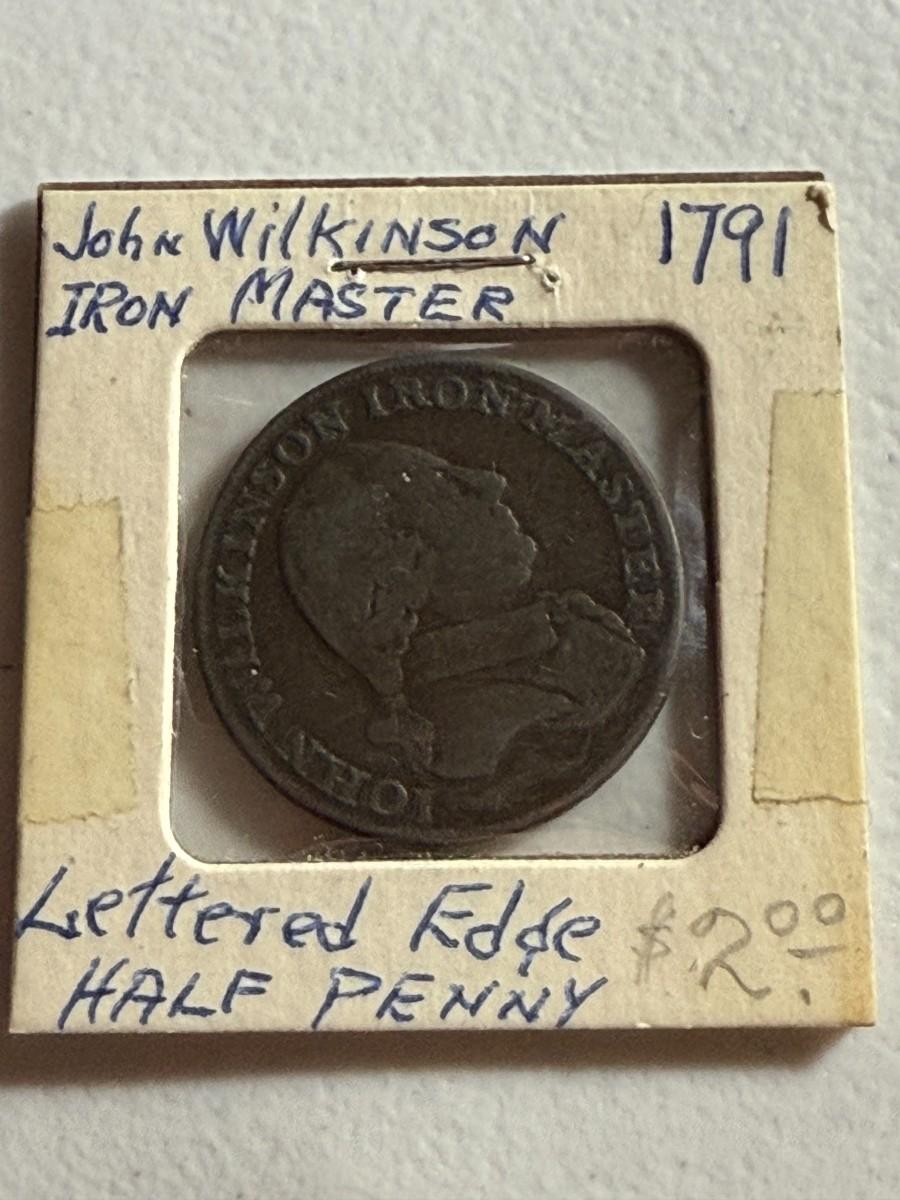 John WilKINSON 1791
IRON MASTER
JOHN WILKINSON IRON MASTER
Lettered Edge $2.00
HALF PENNY